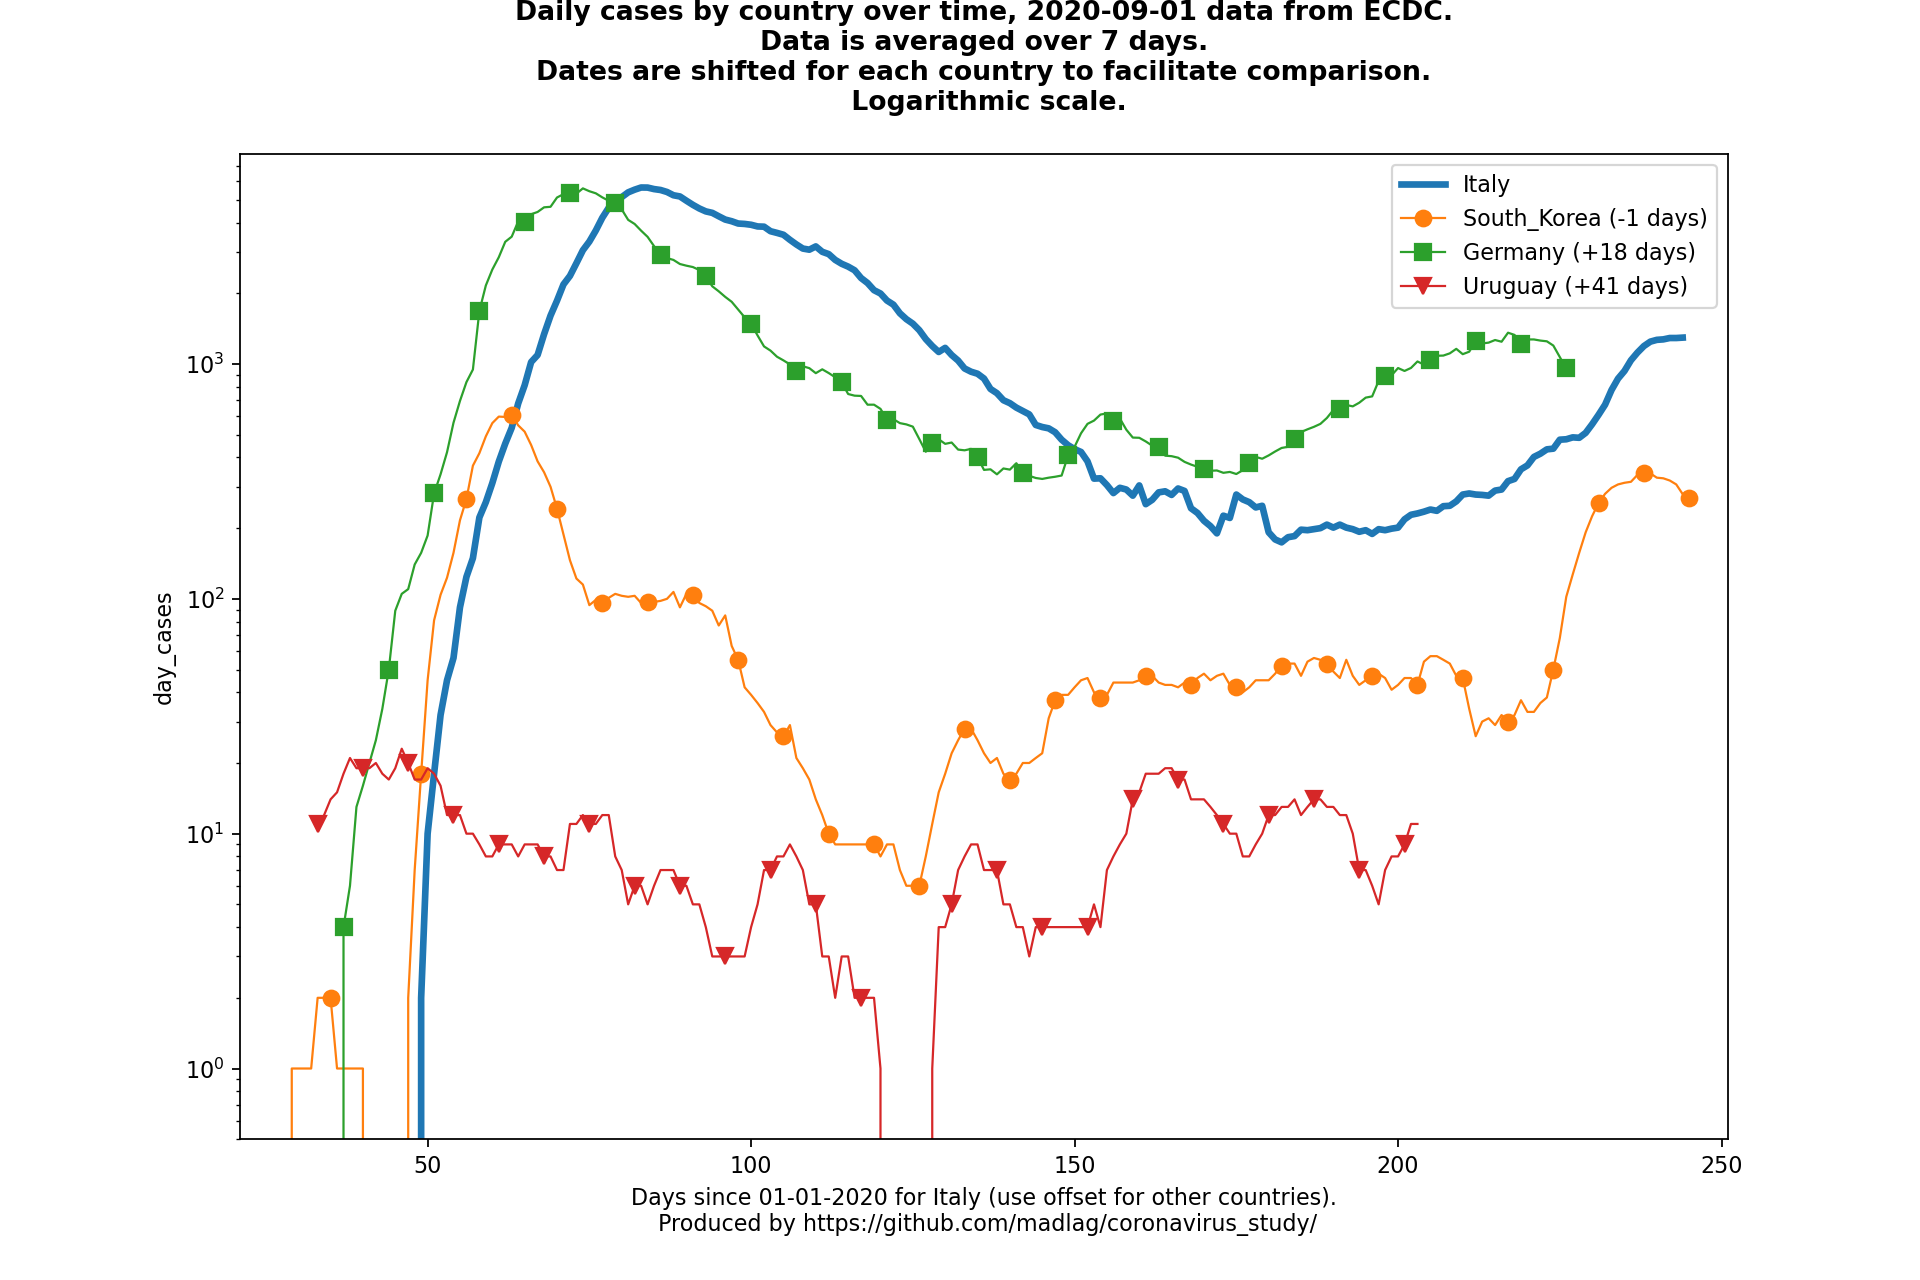 Daily cases by country over time, 2020-09-01 data from ECDC.
Data is averaged over 7 days.
Dates are shifted for each country to facilitate comparison.
Logarithmic scale.
Italy
South_Korea (-1 days)
Germany (+18 days)
Uruguay (+41 days)
day_cases
10³
10²
10¹
10⁰
50 100 150 200 250
Days since 01-01-2020 for Italy (use offset for other countries).
Produced by https://github.com/madlag/coronavirus_study/